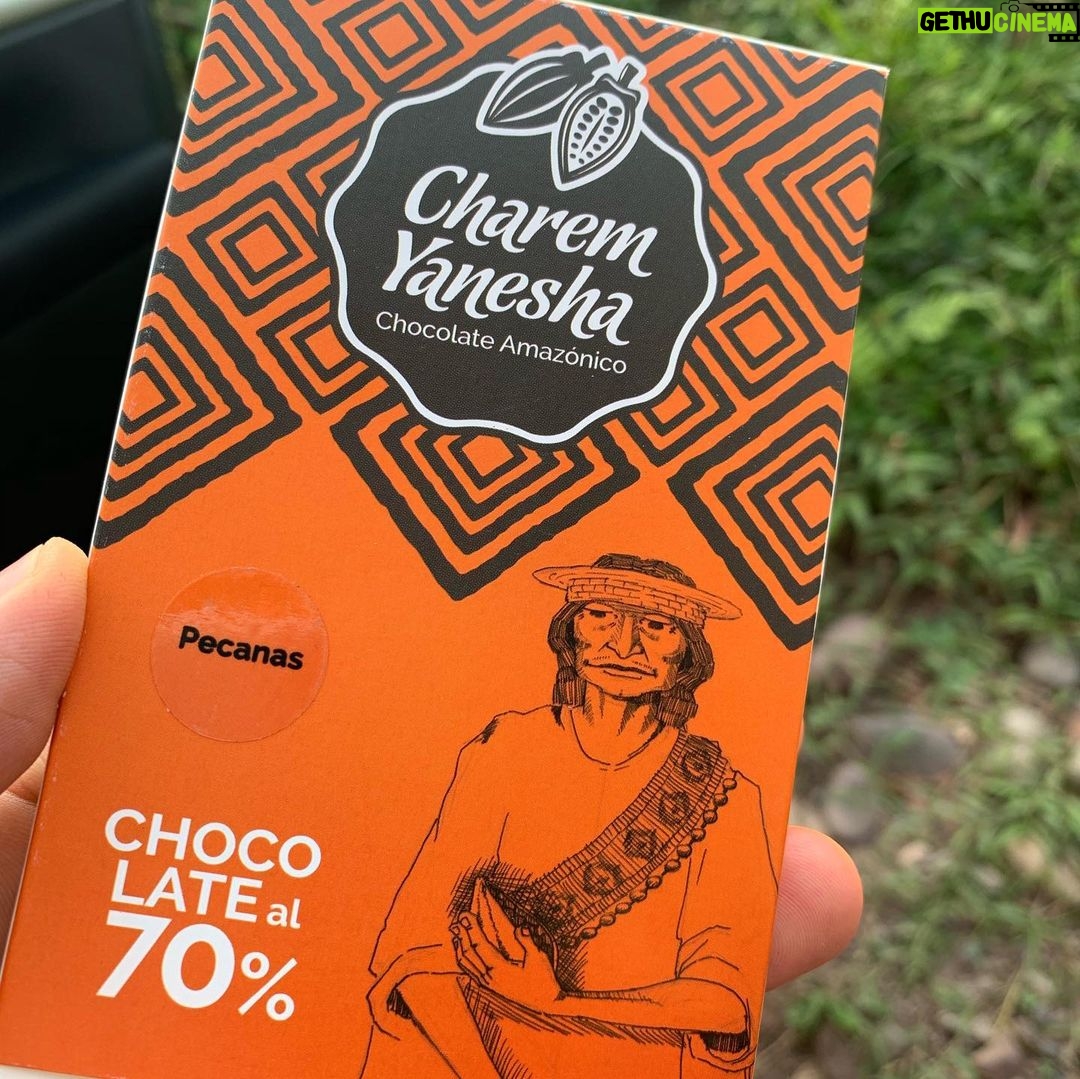 GETHUCINEMA
Charem
Yanesha
Chocolate Amazónico
Pecanas
CHOCO
LATE al
70%